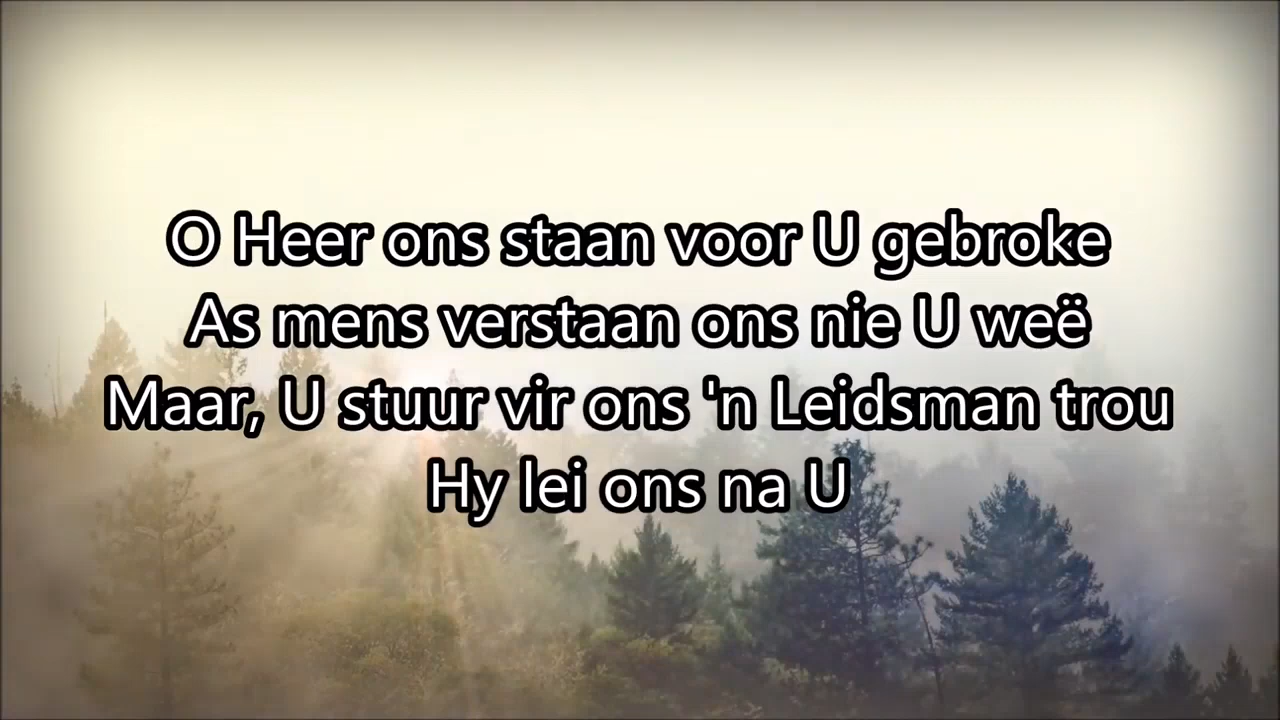 O Heer ons staan voor U gebroke
As mens verstaan ons nie U weë
Maar, U stuur vir ons 'n Leidsman trou
Hy lei ons na U